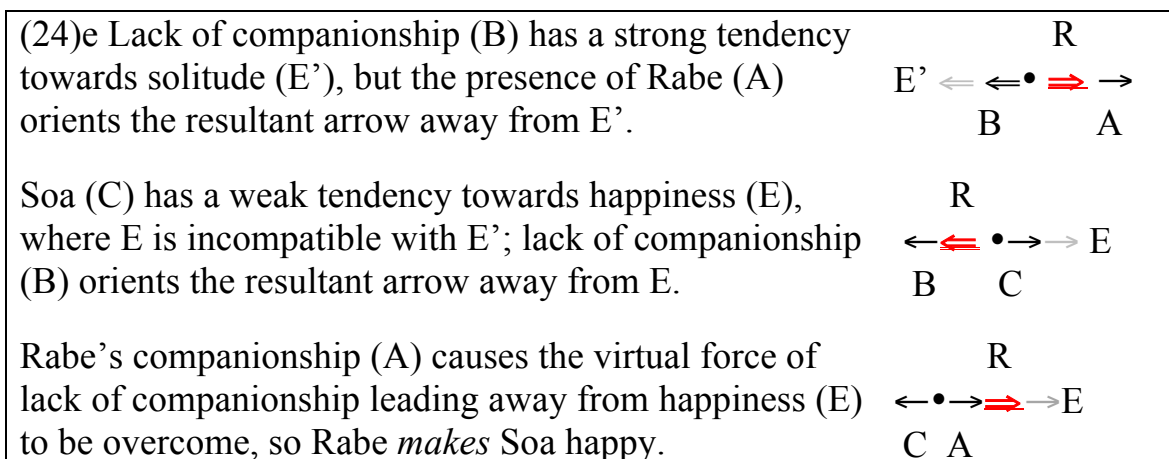 (24)e Lack of companionship (B) has a strong tendency
towards solitude (E’), but the presence of Rabe (A)
orients the resultant arrow away from E’.
R
E’ ⇐ ⇐• ⇒ →
B A
Soa (C) has a weak tendency towards happiness (E),
where E is incompatible with E’; lack of companionship
(B) orients the resultant arrow away from E.
R
←⇐ •→→ E
B C
Rabe’s companionship (A) causes the virtual force of
lack of companionship leading away from happiness (E)
to be overcome, so Rabe makes Soa happy.
R
←•→⇒→E
C A